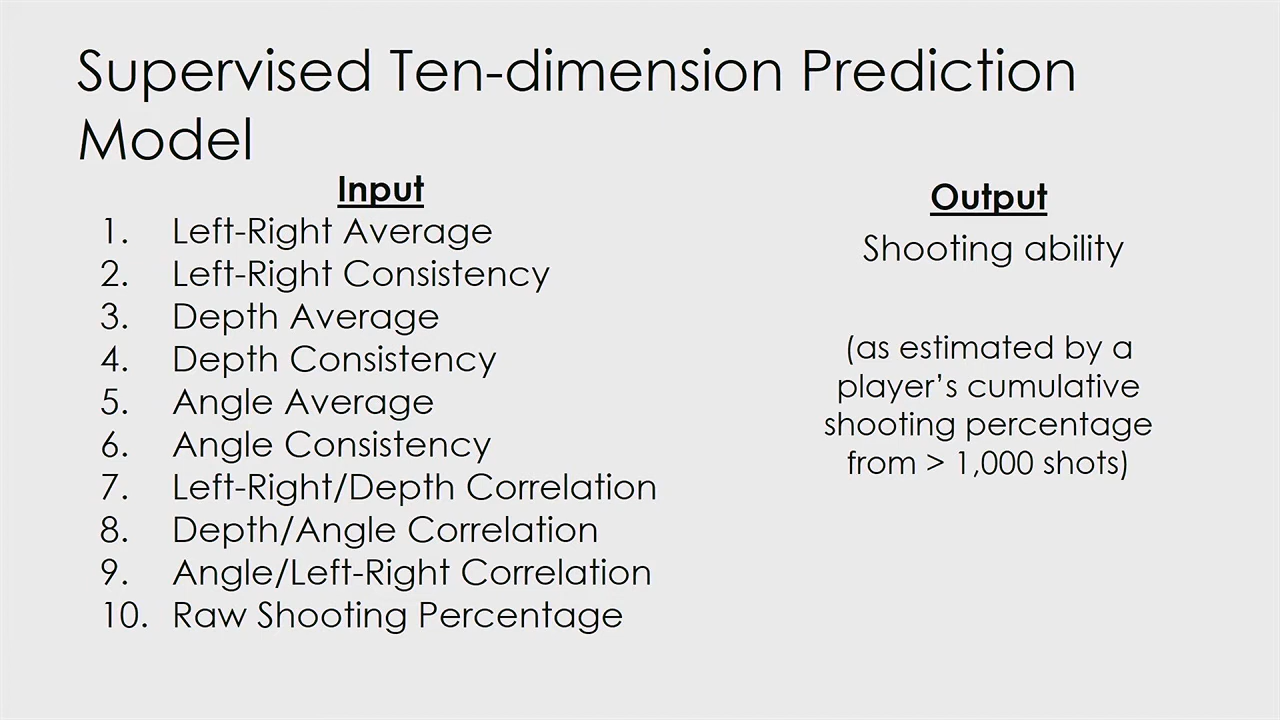 Supervised Ten-dimension Prediction
Model
Input
1. Left-Right Average
2. Left-Right Consistency
3. Depth Average
4. Depth Consistency
5. Angle Average
6. Angle Consistency
7. Left-Right/Depth Correlation
8. Depth/Angle Correlation
9. Angle/Left-Right Correlation
10. Raw Shooting Percentage
Output
Shooting ability
(as estimated by a
player’s cumulative
shooting percentage
from > 1,000 shots)